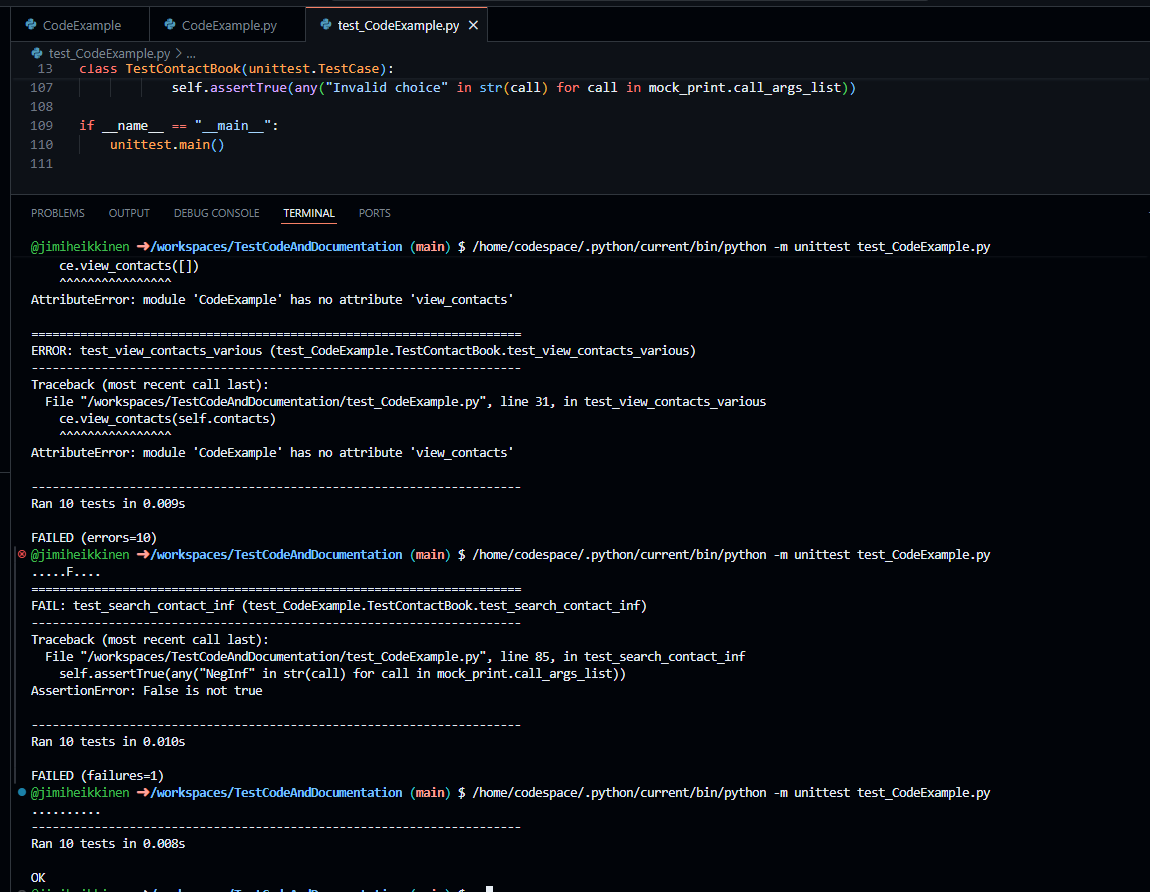 CodeExample CodeExample.py test_CodeExample.py ×
test_CodeExample.py > ...
13 class TestContactBook(unittest.TestCase):
107 self.assertTrue(any("Invalid choice" in str(call) for call in mock_print.call_args_list))
108
109 if __name__ == "__main__":
110 unittest.main()
111
PROBLEMS OUTPUT DEBUG CONSOLE TERMINAL PORTS
@jimiheikkinen ➜/workspaces/TestCodeAndDocumentation (main) $ /home/codespace/.python/current/bin/python -m unittest test_CodeExample.py
ce.view_contacts([])
^^^^^^^^^^^^^^^^
AttributeError: module 'CodeExample' has no attribute 'view_contacts'
======================================================================
ERROR: test_view_contacts_various (test_CodeExample.TestContactBook.test_view_contacts_various)
----------------------------------------------------------------------
Traceback (most recent call last):
File "/workspaces/TestCodeAndDocumentation/test_CodeExample.py", line 31, in test_view_contacts_various
ce.view_contacts(self.contacts)
^^^^^^^^^^^^^^^^
AttributeError: module 'CodeExample' has no attribute 'view_contacts'
----------------------------------------------------------------------
Ran 10 tests in 0.009s
FAILED (errors=10)
@jimiheikkinen ➜/workspaces/TestCodeAndDocumentation (main) $ /home/codespace/.python/current/bin/python -m unittest test_CodeExample.py
.....F....
======================================================================
FAIL: test_search_contact_inf (test_CodeExample.TestContactBook.test_search_contact_inf)
----------------------------------------------------------------------
Traceback (most recent call last):
File "/workspaces/TestCodeAndDocumentation/test_CodeExample.py", line 85, in test_search_contact_inf
self.assertTrue(any("NegInf" in str(call) for call in mock_print.call_args_list))
AssertionError: False is not true
----------------------------------------------------------------------
Ran 10 tests in 0.010s
FAILED (failures=1)
@jimiheikkinen ➜/workspaces/TestCodeAndDocumentation (main) $ /home/codespace/.python/current/bin/python -m unittest test_CodeExample.py
..........
----------------------------------------------------------------------
Ran 10 tests in 0.008s
OK